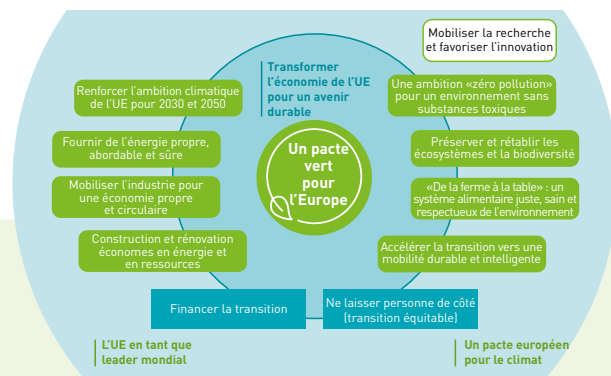 Mobiliser la recherche
et favoriser l'innovation
Transformer
l'économie de l'UE
pour un avenir
durable
Renforcer l'ambition climatique
de l'UE pour 2030 et 2050
Une ambition «zéro pollution»
pour un environnement sans
substances toxiques
Fournir de l'énergie propre,
abordable et sûre
Préserver et rétablir les
écosystèmes et la biodiversité
Un pacte
vert
pour
l'Europe
Mobiliser l'industrie pour
une économie propre
et circulaire
«De la ferme à la table» : un
système alimentaire juste, sain et
respectueux de l'environnement
Construction et rénovation
économes en énergie et
en ressources
Accélérer la transition vers une
mobilité durable et intelligente
Financer la transition
Ne laisser personne de côté
(transition équitable)
L'UE en tant que
leader mondial
Un pacte européen
pour le climat